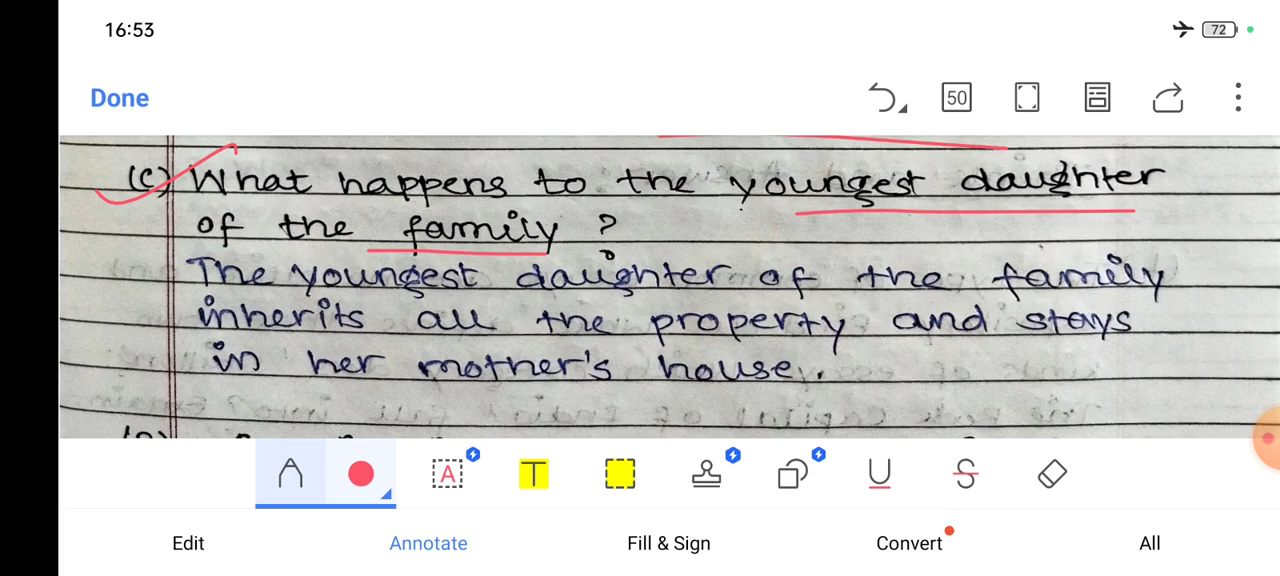 16:53
72
Done
50
(c) What happens to the youngest daughter
of the family?
The youngest daughter of the family
inherits all the property and stays
in her mother's house.
A
T
U
S
Edit Annotate Fill & Sign Convert All